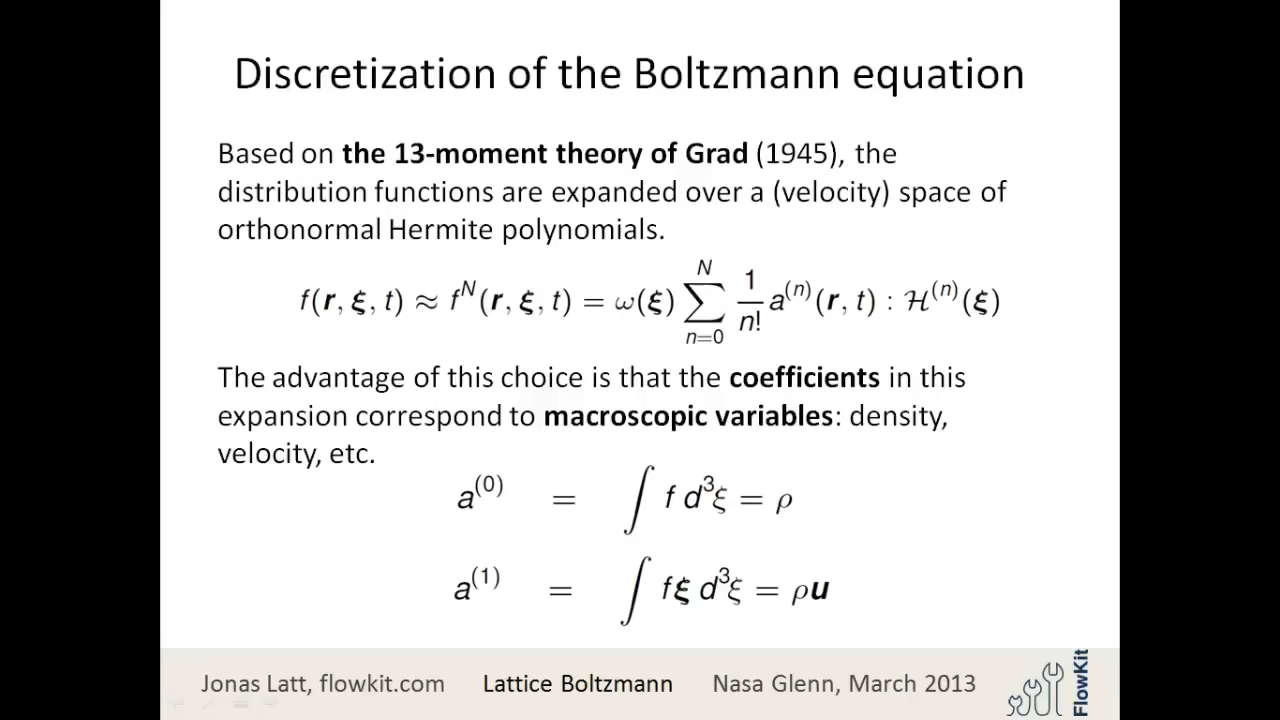 Discretization of the Boltzmann equation
Based on the 13-moment theory of Grad (1945), the
distribution functions are expanded over a (velocity) space of
orthonormal Hermite polynomials.
f(r, ξ, t) ≈ f^N(r, ξ, t) = ω(ξ) ∑_{n=0}^{N} \frac{1}{n!} a^{(n)}(r, t) : ℋ^{(n)}(ξ)
The advantage of this choice is that the coefficients in this
expansion correspond to macroscopic variables: density,
velocity, etc.
a^{(0)} = ∫ f d^3ξ = ρ
a^{(1)} = ∫ fξ d^3ξ = ρu
Jonas Latt, flowkit.com Lattice Boltzmann Nasa Glenn, March 2013
FlowKit